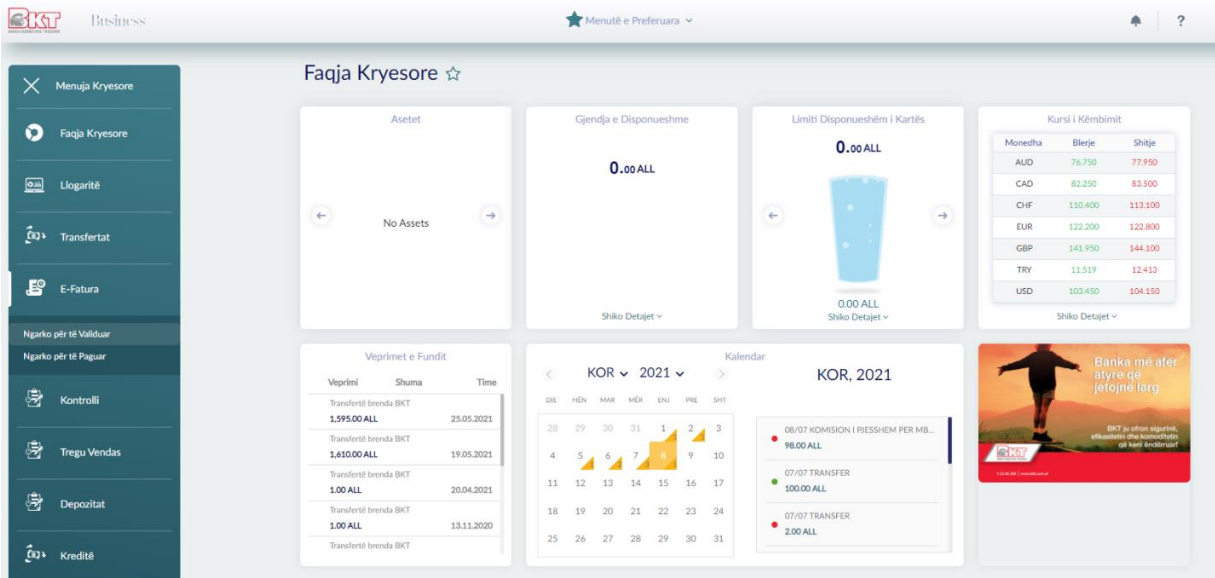 BKT
Business
Menutë e Preferuara
?
Menuja Kryesore
Faqja Kryesore
Llogaritë
Transfertat
E-Fatura
Ngarko për të Validuar
Ngarko për të Paguar
Kontrolli
Tregu Vendas
Depozitat
Kreditë
Faqja Kryesore
Asetet
No Assets
Gjendja e Disponueshme
0.00 ALL
Shiko Detajet
Limiti Disponueshëm i Kartës
0.00 ALL
0.00 ALL
Shiko Detajet
Kursi i Këmbimit
Monedha Blerje Shitje
AUD 76.750 77.950
CAD 82.250 83.500
CHF 110.400 113.100
EUR 122.200 122.800
GBP 141.950 144.100
TRY 11.519 12.413
USD 103.450 104.150
Shiko Detajet
Veprimet e Fundit
Veprimi Shuma Time
Transfertë brenda BKT
1,595.00 ALL 25.05.2021
Transfertë brenda BKT
1,610.00 ALL 19.05.2021
Transfertë brenda BKT
1.00 ALL 20.04.2021
Transfertë brenda BKT
1.00 ALL 13.11.2020
Transfertë brenda BKT
Kalendar
KOR 2021
DIE HËN MAR MËR ENJ PRE SHT
28 29 30 31 1 2 3
4 5 6 7 8 9 10
11 12 13 14 15 16 17
18 19 20 21 22 23 24
25 26 27 28 29 30 31
KOR, 2021
08/07 KOMISION I PJESSHEM PER MB...
98.00 ALL
07/07 TRANSFER
100.00 ALL
07/07 TRANSFER
2.00 ALL
Banka më afër
atyre që
jetojnë larg
BKT ju ofron sigurinë,
efikasitetin dhe komoditetin
që keni ëndërruar!
BKT